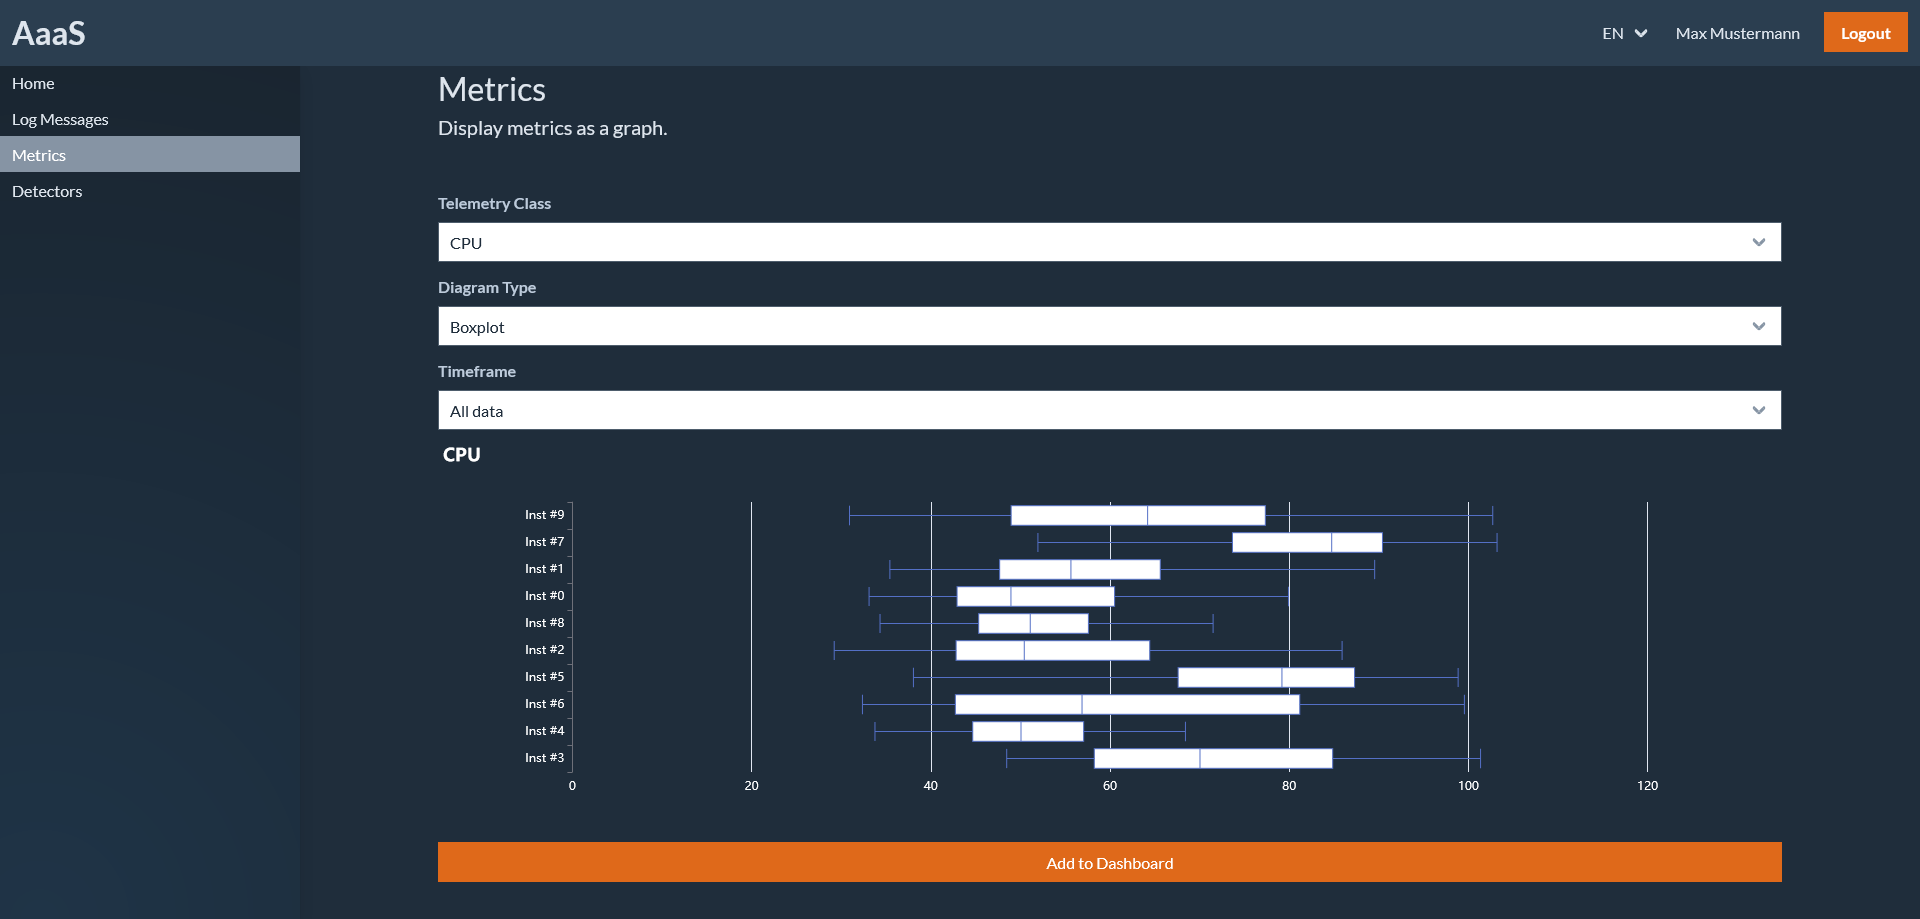 AaaS
EN
Max Mustermann
Logout
Home
Log Messages
Metrics
Detectors
Metrics
Display metrics as a graph.
Telemetry Class
CPU
Diagram Type
Boxplot
Timeframe
All data
CPU
Inst #9
Inst #7
Inst #1
Inst #0
Inst #8
Inst #2
Inst #5
Inst #6
Inst #4
Inst #3
0 20 40 60 80 100 120
Add to Dashboard